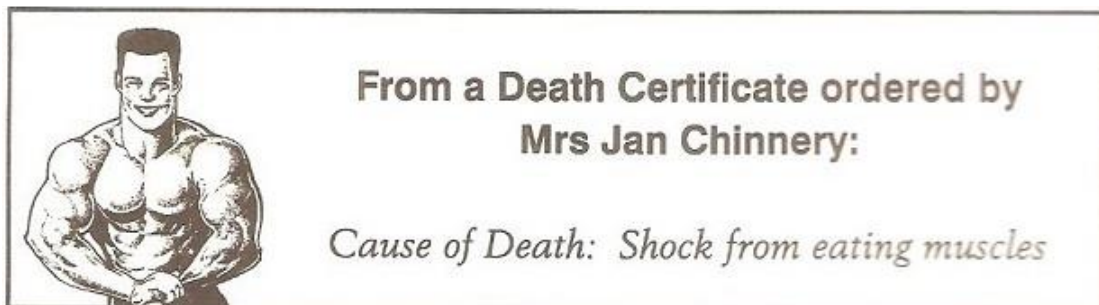 From a Death Certificate ordered by
Mrs Jan Chinnery:
Cause of Death: Shock from eating muscles